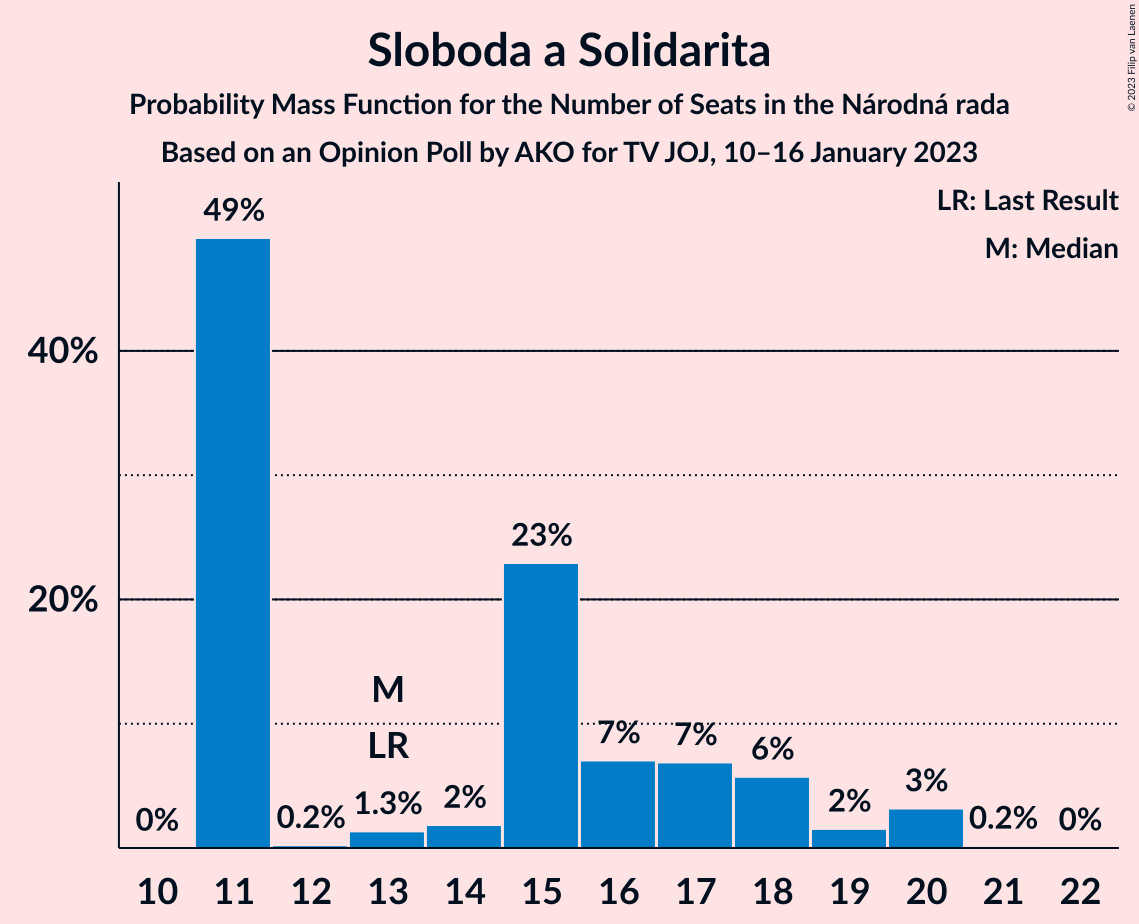 Sloboda a Solidarita
Probability Mass Function for the Number of Seats in the Národná rada
Based on an Opinion Poll by AKO for TV JOJ, 10–16 January 2023
© 2023 Filip van Laenen
LR: Last Result
M: Median
49%
40%
23%
20%
M
LR
7%
7%
6%
0%
0.2%
1.3%
2%
2%
3%
0.2%
0%
10 11 12 13 14 15 16 17 18 19 20 21 22